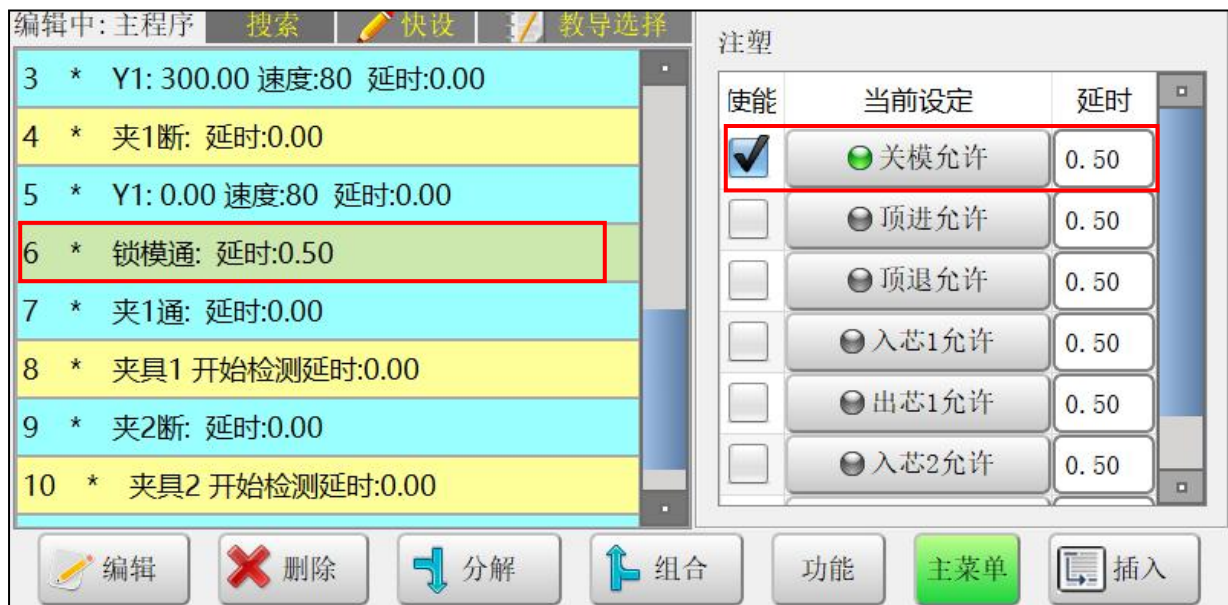 编辑中: 主程序 搜索 快设 教导选择
3 * Y1: 300.00 速度:80 延时:0.00
4 * 夹1断: 延时:0.00
5 * Y1: 0.00 速度:80 延时:0.00
6 * 锁模通: 延时:0.50
7 * 夹1通: 延时:0.00
8 * 夹具1 开始检测延时:0.00
9 * 夹2断: 延时:0.00
10 * 夹具2 开始检测延时:0.00
注塑
使能 当前设定 延时
关模允许 0.50
顶进允许 0.50
顶退允许 0.50
入芯1允许 0.50
出芯1允许 0.50
入芯2允许 0.50
编辑 删除 分解 组合 功能 主菜单 插入